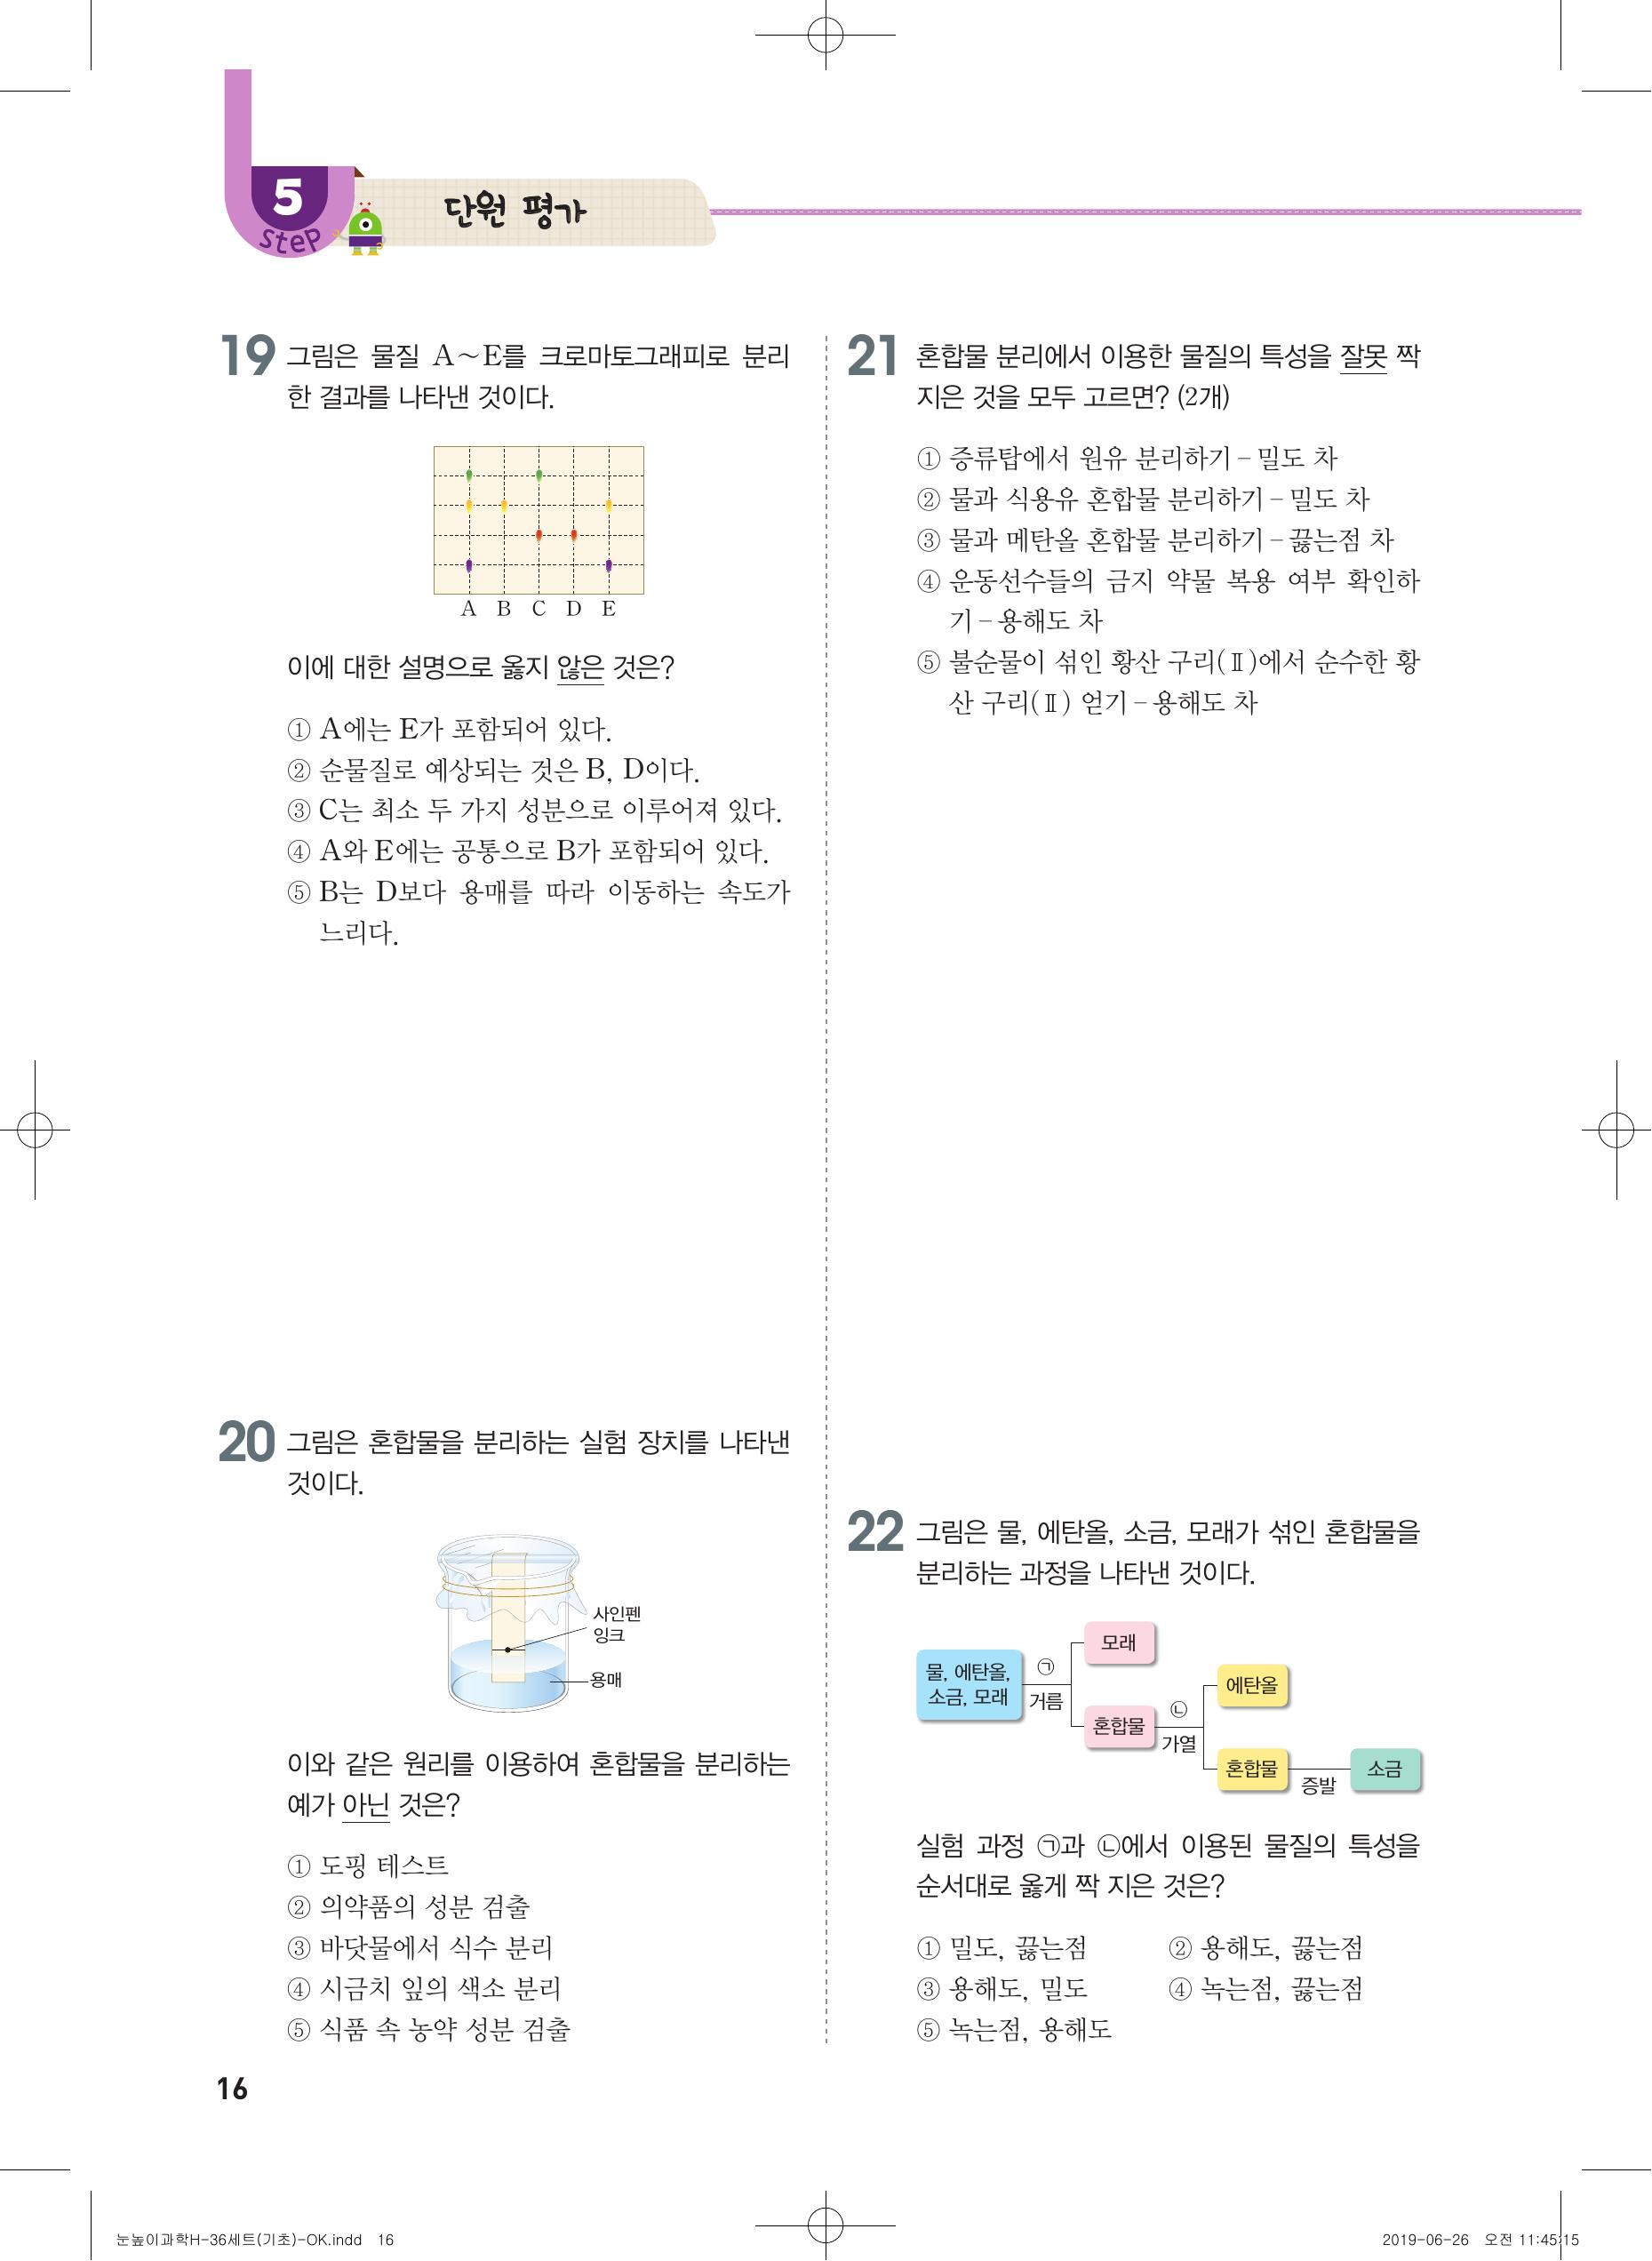 5
step
단원 평가
19 그림은 물질 A~E를 크로마토그래피로 분리
한 결과를 나타낸 것이다.
A B C D E
이에 대한 설명으로 옳지 않은 것은?
① A에는 E가 포함되어 있다.
② 순물질로 예상되는 것은 B, D이다.
③ C는 최소 두 가지 성분으로 이루어져 있다.
④ A와 E에는 공통으로 B가 포함되어 있다.
⑤ B는 D보다 용매를 따라 이동하는 속도가
느리다.
20 그림은 혼합물을 분리하는 실험 장치를 나타낸
것이다.
사인펜
잉크
용매
이와 같은 원리를 이용하여 혼합물을 분리하는
예가 아닌 것은?
① 도핑 테스트
② 의약품의 성분 검출
③ 바닷물에서 식수 분리
④ 시금치 잎의 색소 분리
⑤ 식품 속 농약 성분 검출
21 혼합물 분리에서 이용한 물질의 특성을 잘못 짝
지은 것을 모두 고르면? (2개)
① 증류탑에서 원유 분리하기 – 밀도 차
② 물과 식용유 혼합물 분리하기 – 밀도 차
③ 물과 메탄올 혼합물 분리하기 – 끓는점 차
④ 운동선수들의 금지 약물 복용 여부 확인하
기 – 용해도 차
⑤ 불순물이 섞인 황산 구리(Ⅱ)에서 순수한 황
산 구리(Ⅱ) 얻기 – 용해도 차
22 그림은 물, 에탄올, 소금, 모래가 섞인 혼합물을
분리하는 과정을 나타낸 것이다.
물, 에탄올,
소금, 모래
㉠
거름
모래
혼합물
㉡
가열
에탄올
혼합물
증발
소금
실험 과정 ㉠과 ㉡에서 이용된 물질의 특성을
순서대로 옳게 짝 지은 것은?
① 밀도, 끓는점 ② 용해도, 끓는점
③ 용해도, 밀도 ④ 녹는점, 끓는점
⑤ 녹는점, 용해도
16
눈높이과학H-36세트(기초)-OK.indd 16
2019-06-26 오전 11:45:15